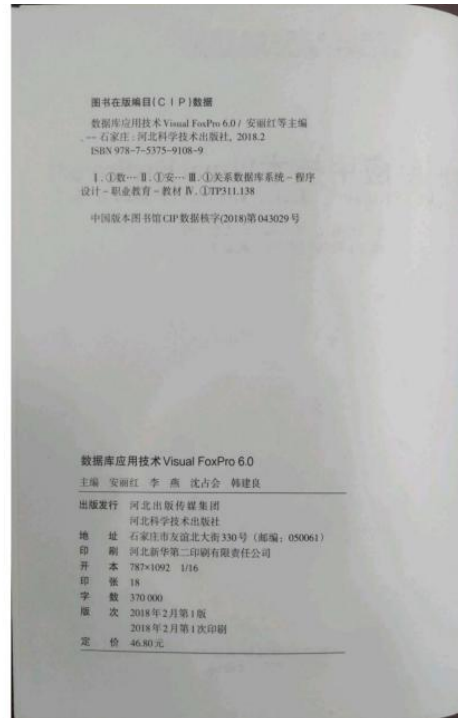 图书在版编目(CIP)数据
数据库应用技术Visual FoxPro 6.0 / 安丽红等主编
. -- 石家庄:河北科学技术出版社, 2018.2
ISBN 978-7-5375-9108-9
Ⅰ.①数… Ⅱ.①安… Ⅲ.①关系数据库系统-程序
设计-职业教育-教材 Ⅳ.①TP311.138
中国版本图书馆CIP数据核字(2018)第043029号
数据库应用技术Visual FoxPro 6.0
主编 安丽红 李燕 沈占会 韩建良
出版发行 河北出版传媒集团
河北科学技术出版社
地址 石家庄市友谊北大街330号(邮编:050061)
印刷 河北新华第二印刷有限责任公司
开本 787×1092 1/16
印张 18
字数 370 000
版次 2018年2月第1版
2018年2月第1次印刷
定价 46.80元